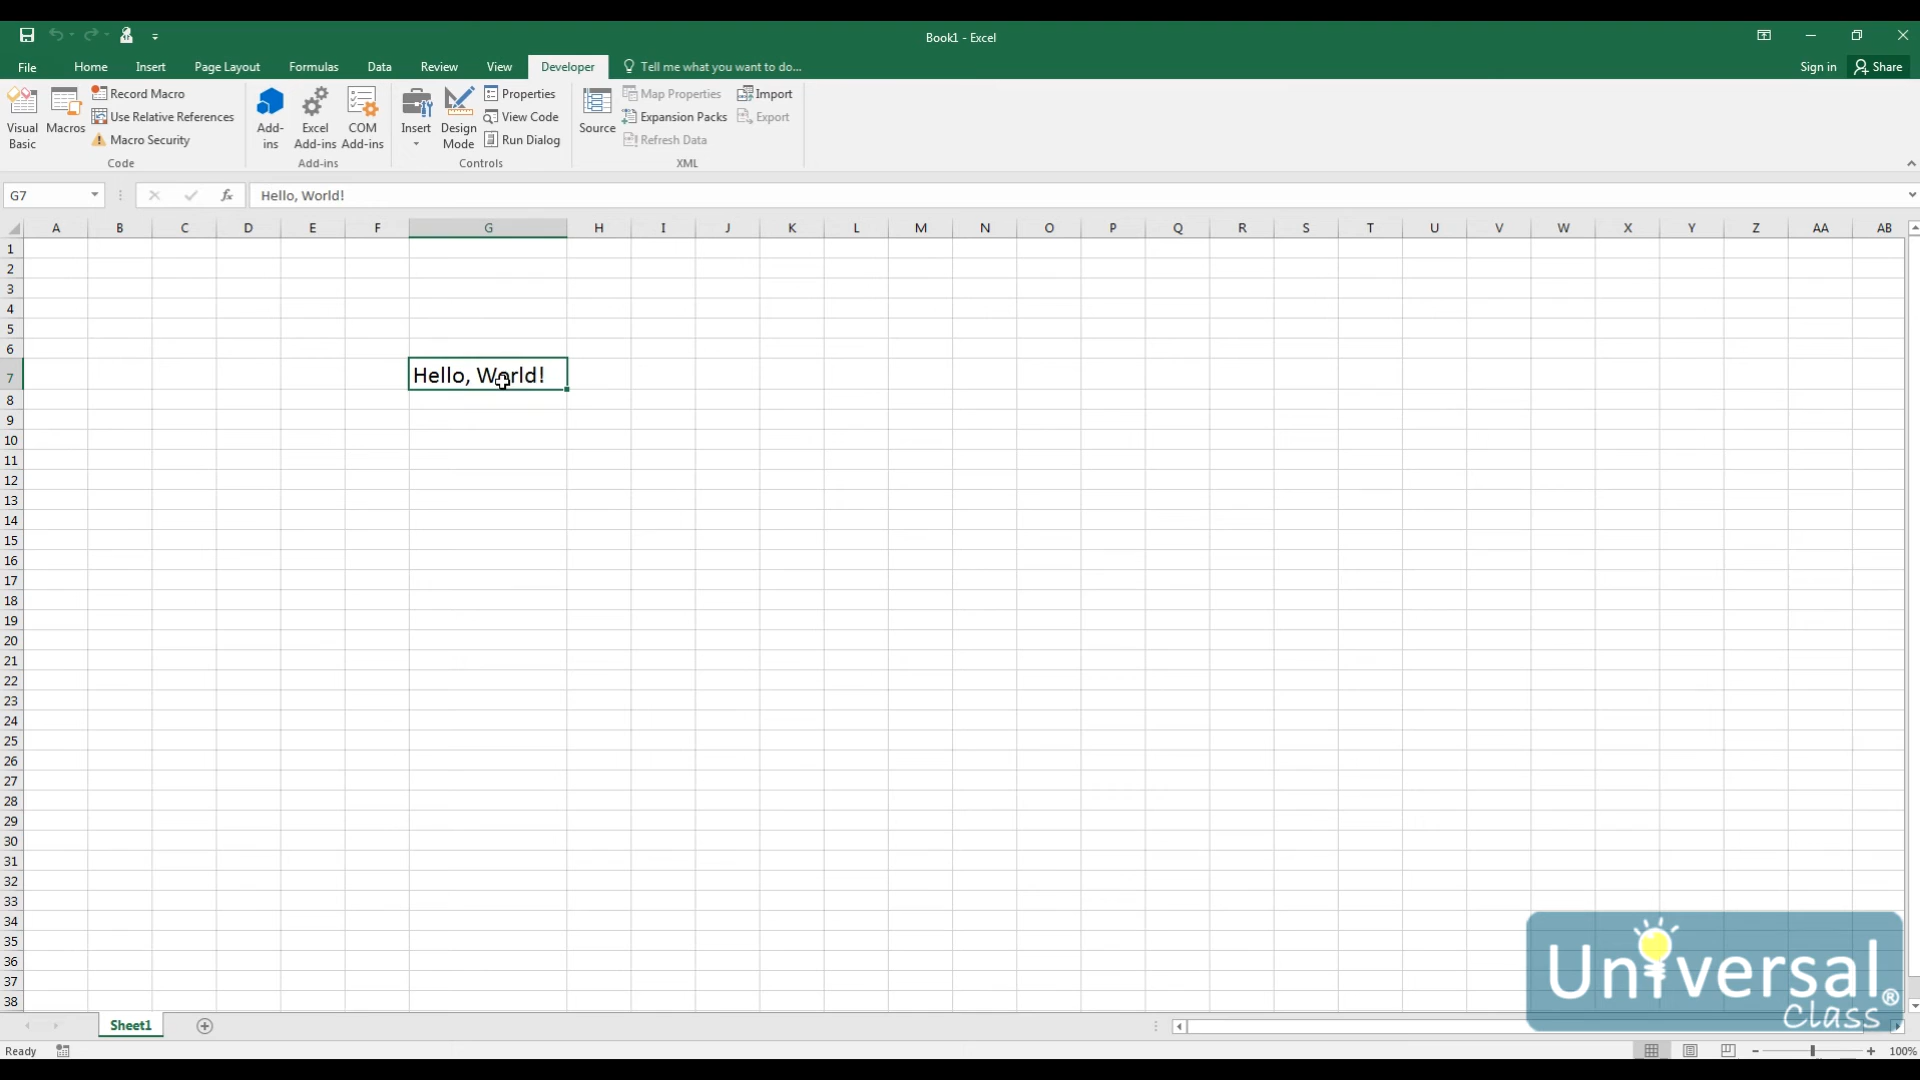 Book1 - Excel
File Home Insert Page Layout Formulas Data Review View Developer Tell me what you want to do... Sign in Share
Visual Basic
Macros
Record Macro
Use Relative References
Macro Security
Code
Add-ins
Excel Add-ins
COM Add-ins
Add-ins
Insert
Design Mode
Properties
View Code
Run Dialog
Controls
Source
Map Properties
Expansion Packs
Refresh Data
Import
Export
XML
G7 fx Hello, World!
A B C D E F G H I J K L M N O P Q R S T U V W X Y Z AA AB
1
2
3
4
5
6
7 Hello, World!
8
9
10
11
12
13
14
15
16
17
18
19
20
21
22
23
24
25
26
27
28
29
30
31
32
33
34
35
36
37
38
Universal®
Class
Sheet1
Ready 100%